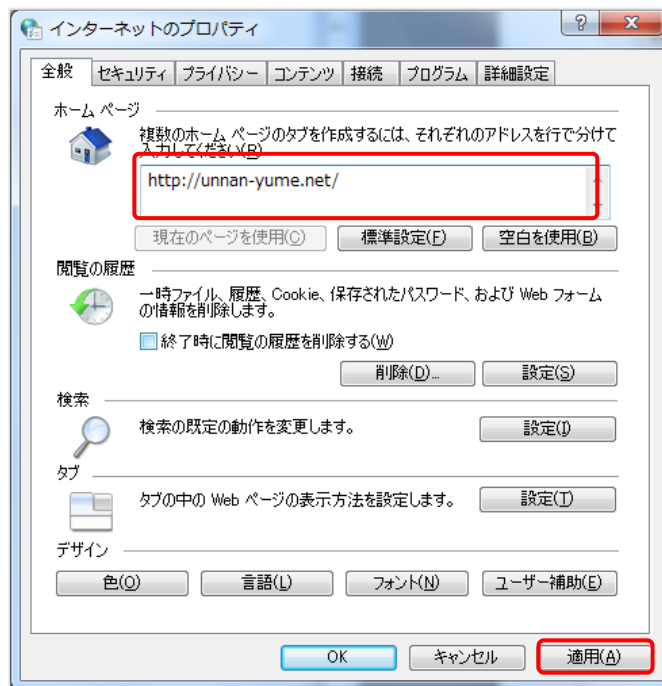 インターネットのプロパティ
全般 セキュリティ プライバシー コンテンツ 接続 プログラム 詳細設定
ホーム ページ
複数のホーム ページのタブを作成するには、それぞれのアドレスを行で分けて
入力してください(R)
http://unnan-yume.net/
現在のページを使用(C) 標準設定(F) 空白を使用(B)
閲覧の履歴
一時ファイル、履歴、Cookie、保存されたパスワード、および Web フォーム
の情報を削除します。
終了時に閲覧の履歴を削除する(W)
削除(D)... 設定(S)
検索
検索の既定の動作を変更します。
設定(I)
タブ
タブの中の Web ページの表示方法を設定します。
設定(T)
デザイン
色(O) 言語(L) フォント(N) ユーザー補助(E)
OK キャンセル 適用(A)